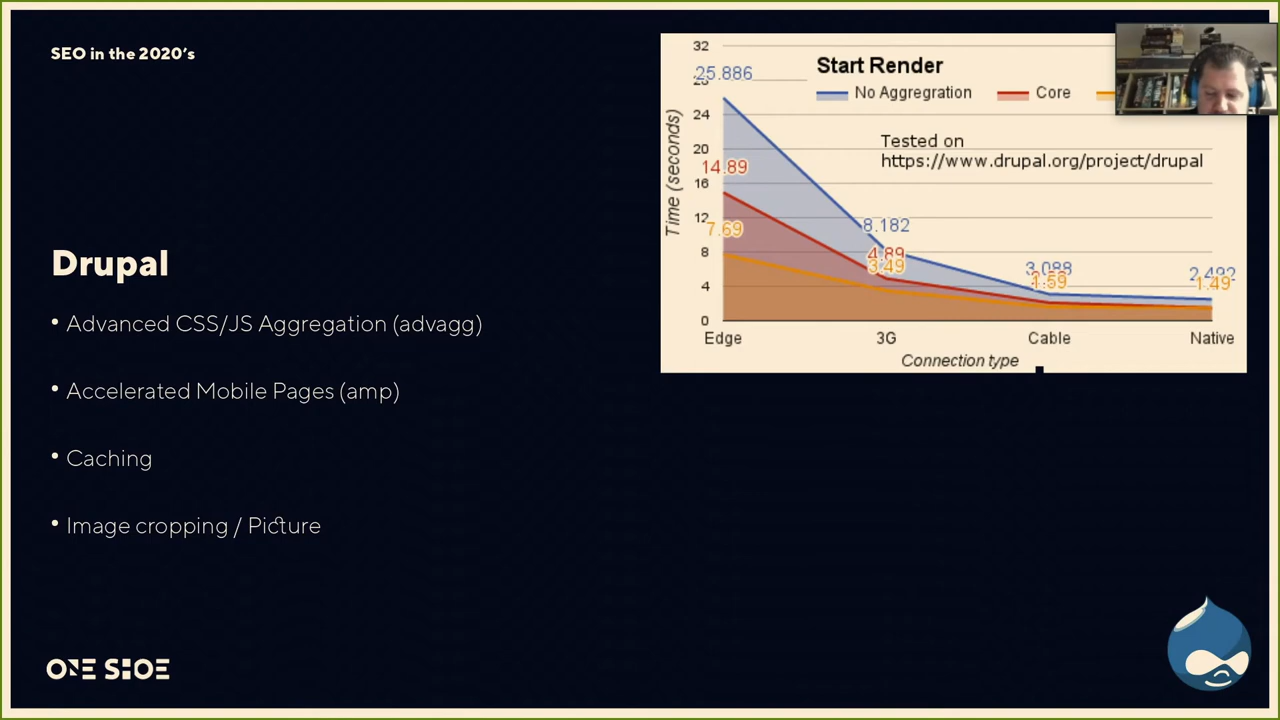 SEO in the 2020's
Drupal
• Advanced CSS/JS Aggregation (advagg)
• Accelerated Mobile Pages (amp)
• Caching
• Image cropping / Picture
ONE SHOE
Start Render
No Aggregration
Core
Tested on
https://www.drupal.org/project/drupal
Time (seconds)
32
28
24
20
16
12
8
4
0
25.886
14.89
7.69
8.182
4.89
3.49
3.088
1.59
2.492
1.49
Edge
3G
Cable
Native
Connection type